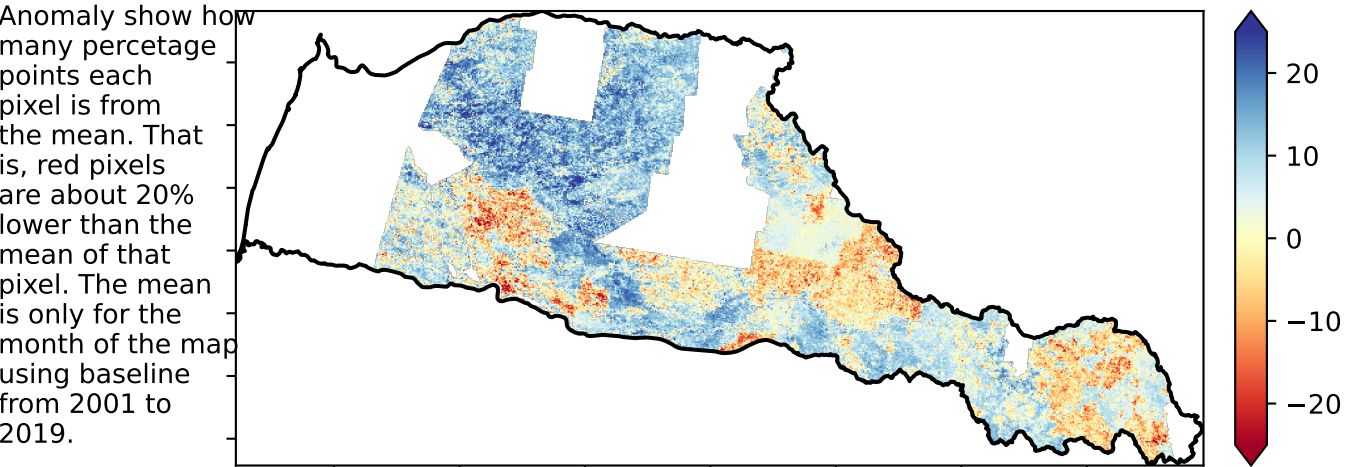 Anomaly show how
many percetage
points each
pixel is from
the mean. That
is, red pixels
are about 20%
lower than the
mean of that
pixel. The mean
is only for the
month of the map
using baseline
from 2001 to
2019.
20
10
0
−10
−20